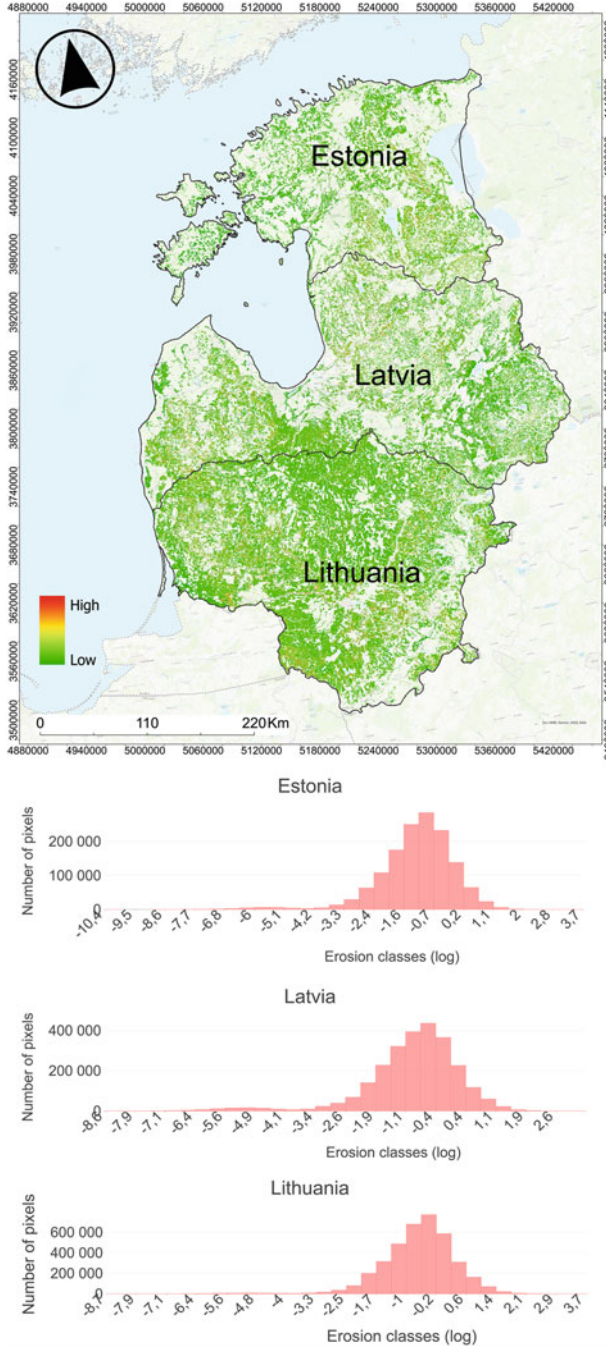 4880000 4940000 5000000 5060000 5120000 5180000 5240000 5300000 5360000 5420000
4160000
4100000
4040000
3980000
3920000
3860000
3800000
3740000
3680000
3620000
3560000
3500000
Estonia
Latvia
Lithuania
High
Low
0 110 220 Km
4880000 4940000 5000000 5060000 5120000 5180000 5240000 5300000 5360000 5420000
Estonia
Number of pixels
200 000
100 000
0
-10,4 -9,5 -8,6 -7,7 -6,8 -6 -5,1 -4,2 -3,3 -2,4 -1,6 -0,7 0,2 1,1 2 2,8 3,7
Erosion classes (log)
Latvia
Number of pixels
400 000
200 000
0
-8,6 -7,9 -7,1 -6,4 -5,6 -4,9 -4,1 -3,4 -2,6 -1,9 -1,1 -0,4 0,4 1,1 1,9 2,6
Erosion classes (log)
Lithuania
Number of pixels
600 000
400 000
200 000
0
-8,7 -7,9 -7,1 -6,4 -5,6 -4,8 -4 -3,3 -2,5 -1,7 -1 -0,2 0,6 1,4 2,1 2,9 3,7
Erosion classes (log)